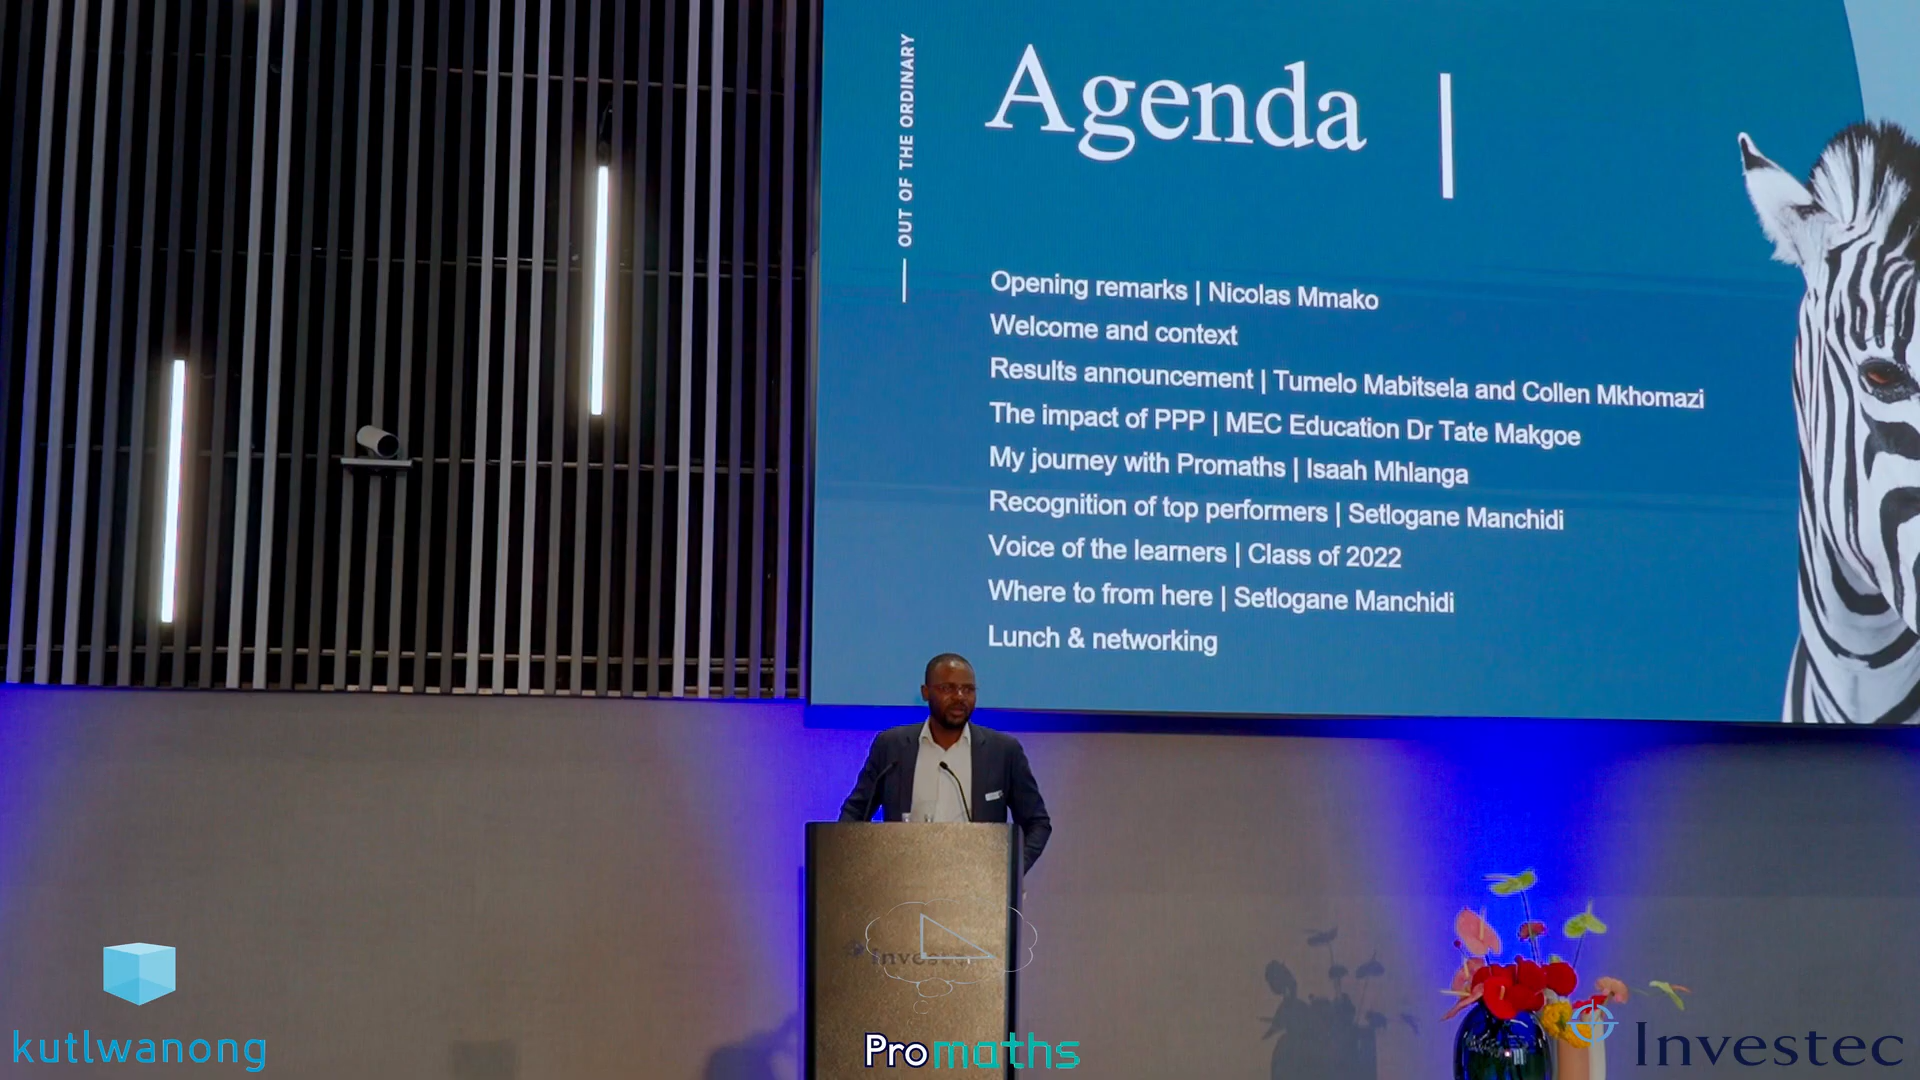 OUT OF THE ORDINARY
Agenda
Opening remarks | Nicolas Mmako
Welcome and context
Results announcement | Tumelo Mabitsela and Collen Mkhomazi
The impact of PPP | MEC Education Dr Tate Makgoe
My journey with Promaths | Isaah Mhlanga
Recognition of top performers | Setlogane Manchidi
Voice of the learners | Class of 2022
Where to from here | Setlogane Manchidi
Lunch & networking
Investec
kutlwanong
Promaths
Investec